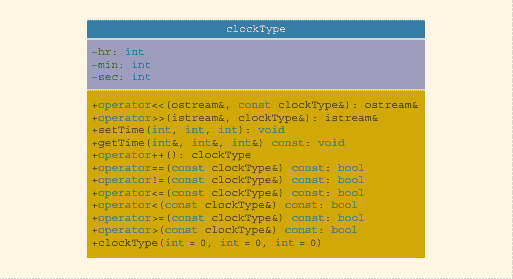 clockType
-hr: int
-min: int
-sec: int
+operator<<(ostream&, const clockType&): ostream&
+operator>>(istream&, clockType&): istream&
+setTime(int, int, int): void
+getTime(int&, int&, int&) const: void
+operator++(): clockType
+operator==(const clockType&) const: bool
+operator!=(const clockType&) const: bool
+operator<=(const clockType&) const: bool
+operator<(const clockType&) const: bool
+operator>=(const clockType&) const: bool
+operator>(const clockType&) const: bool
+clockType(int = 0, int = 0, int = 0)